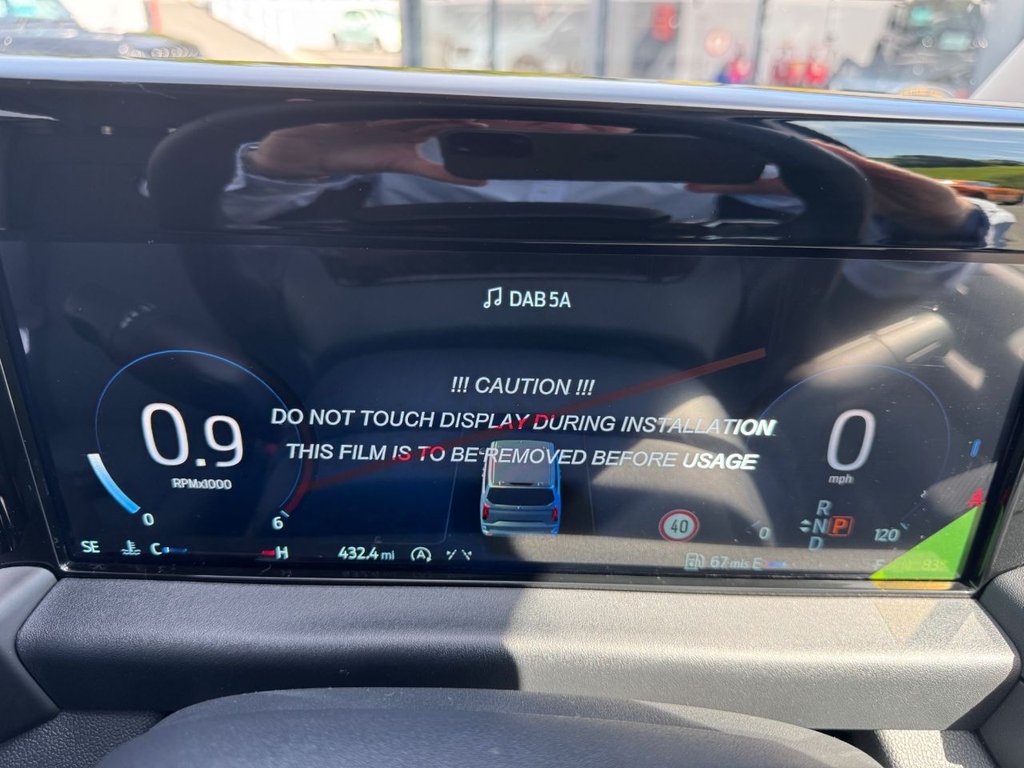 DAB 5A
!!! CAUTION !!!
DO NOT TOUCH DISPLAY DURING INSTALLATION
THIS FILM IS TO BE REMOVED BEFORE USAGE
0.9
RPMx1000
0
6
0
mph
0
120
R
N P
D
40
SE
C
H
432.4 mi
A
67 mls E